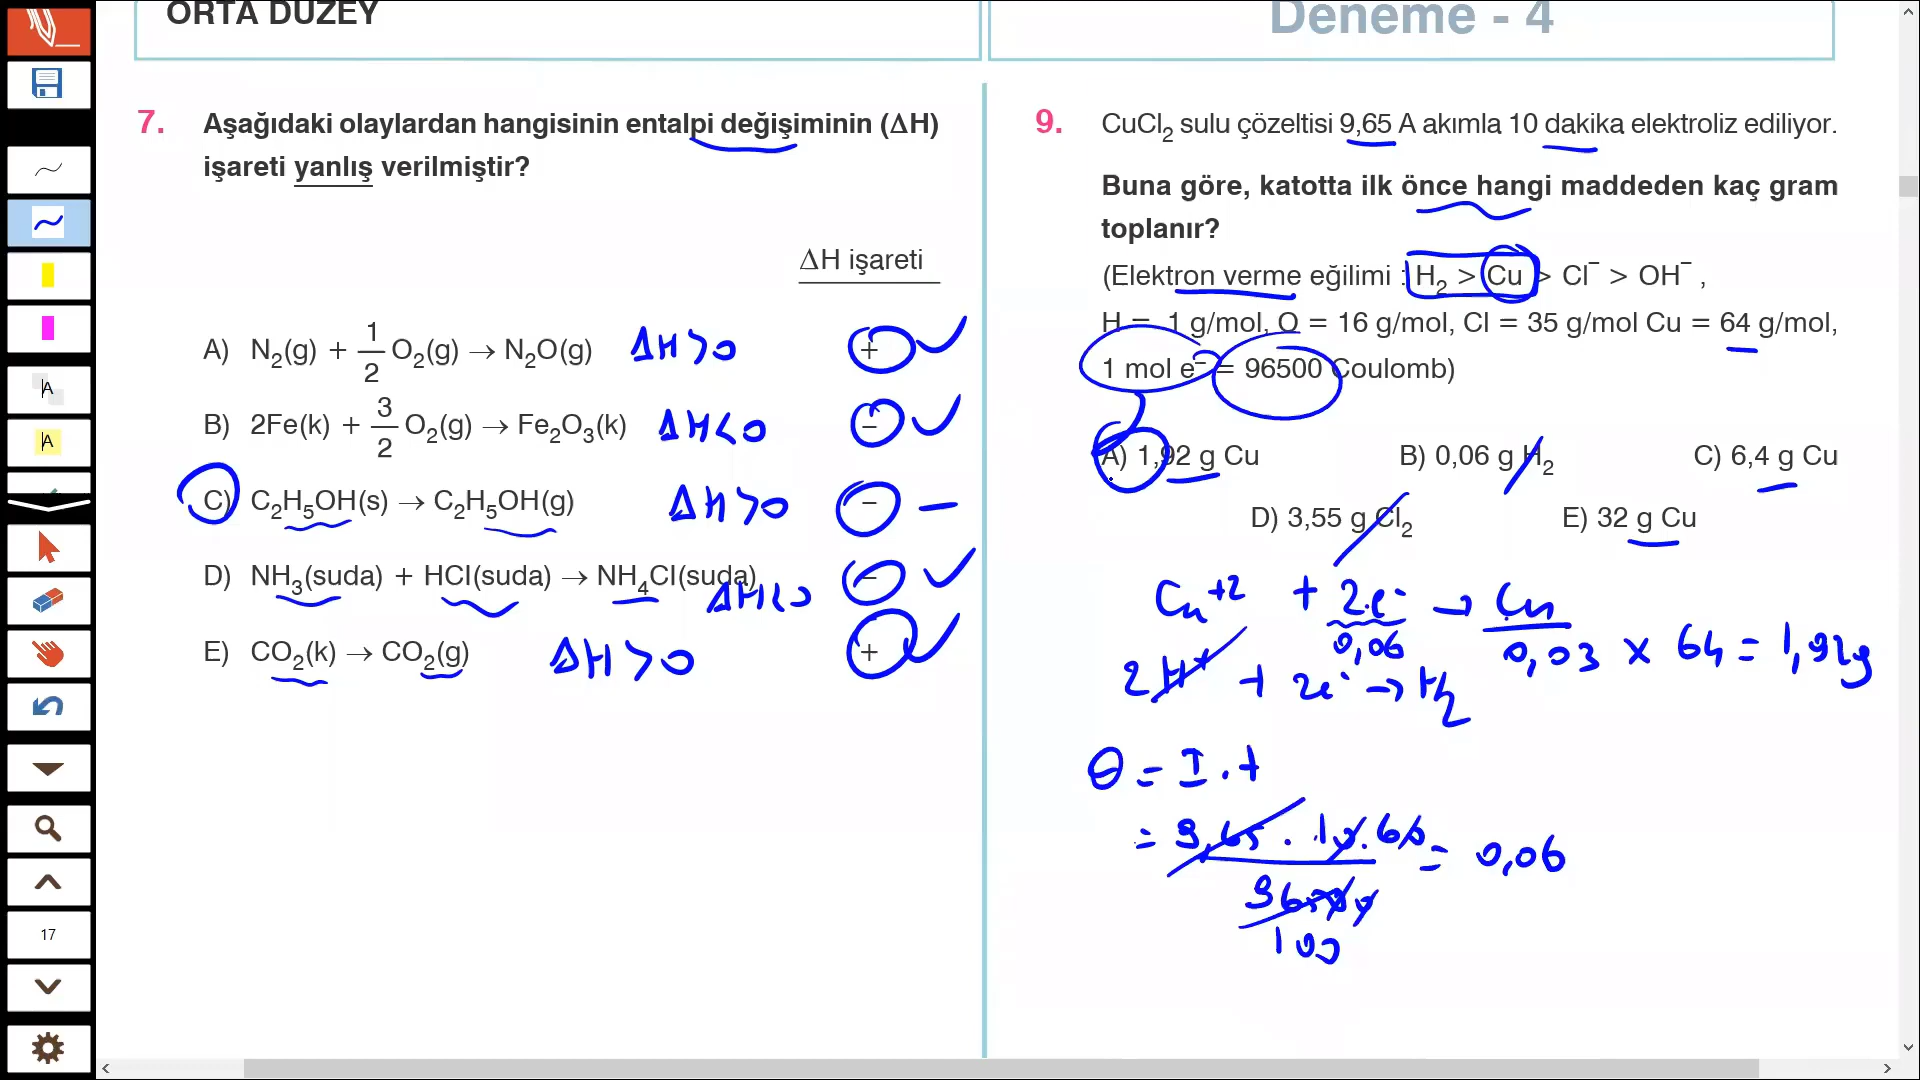 ORTA DÜZEY
Deneme - 4
7. Aşağıdaki olaylardan hangisinin entalpi değişiminin (ΔH)
işareti yanlış verilmiştir?
ΔH işareti
A) N₂(g) + 1/2 O₂(g) → N₂O(g) ΔH > 0 + ✓
B) 2Fe(k) + 3/2 O₂(g) → Fe₂O₃(k) ΔH < 0 − ✓
C) C₂H₅OH(s) → C₂H₅OH(g) ΔH > 0 − −
D) NH₃(suda) + HCl(suda) → NH₄Cl(suda) ΔH < 0 − ✓
E) CO₂(k) → CO₂(g) ΔH > 0 + ✓
9. CuCl₂ sulu çözeltisi 9,65 A akımla 10 dakika elektroliz ediliyor.
Buna göre, katotta ilk önce hangi maddeden kaç gram
toplanır?
(Elektron verme eğilimi : H₂ > Cu > Cl⁻ > OH⁻ ,
H = 1 g/mol, O = 16 g/mol, Cl = 35 g/mol Cu = 64 g/mol,
1 mol e⁻ = 96500 Coulomb)
A) 1,92 g Cu B) 0,06 g H₂ C) 6,4 g Cu
D) 3,55 g Cl₂ E) 32 g Cu
Cu⁺² + 2e⁻ → Cu
0,06 0,03 × 64 = 1,92g
2H⁺ + 2e⁻ → H₂
Q = I . t
= 9,65 . 10 . 60 = 0,06
96500
100
A
A
17